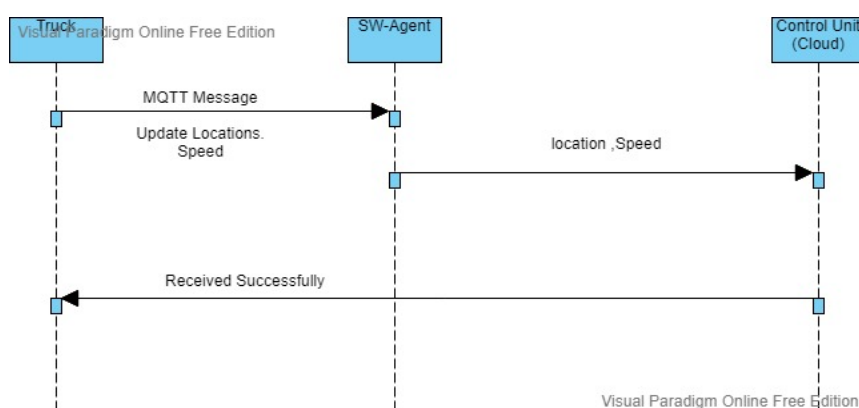 Truck
Visual Paradigm Online Free Edition
SW-Agent
Control Unit
(Cloud)
MQTT Message
Update Locations.
Speed
location ,Speed
Received Successfully
Visual Paradigm Online Free Edition